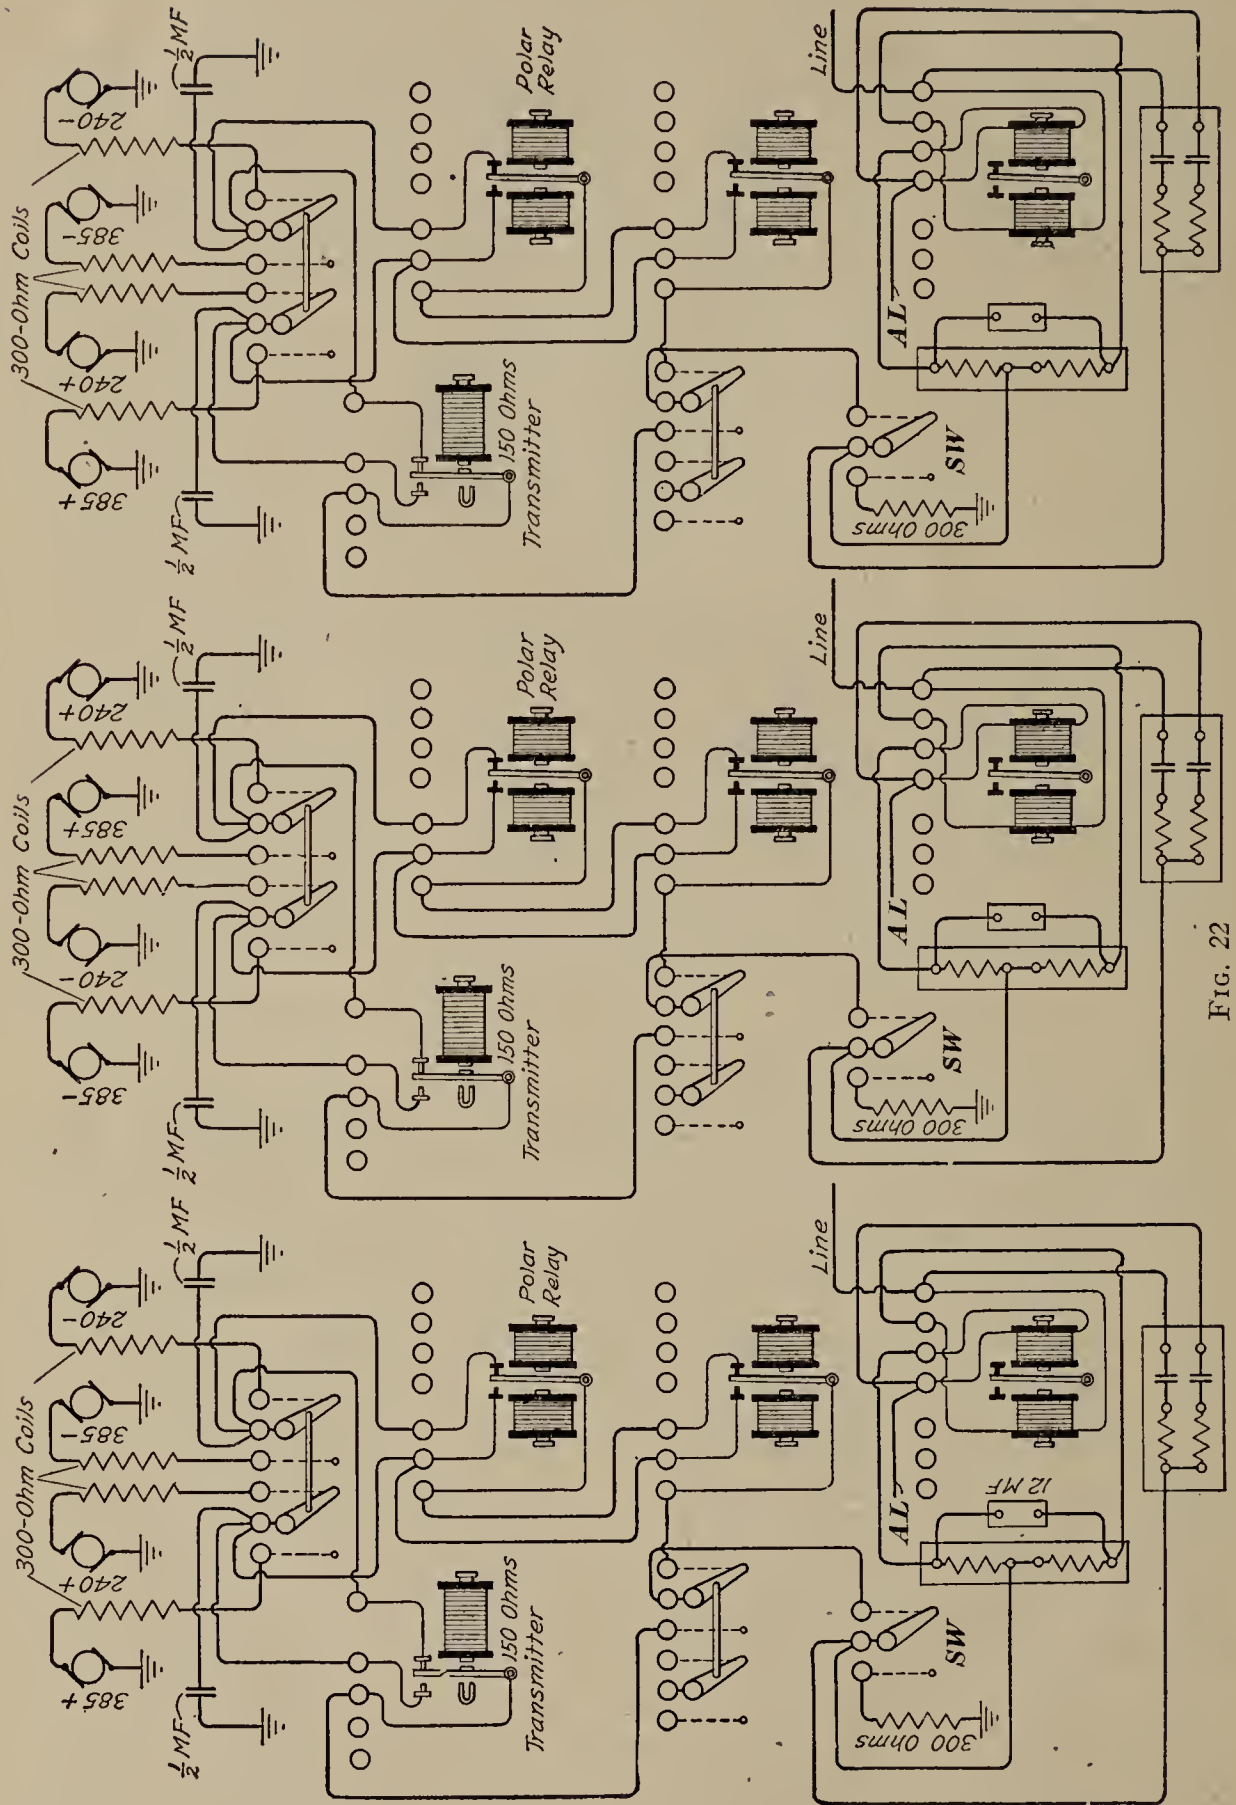 300-Ohm Coils
240-
385-
240+
385+
½ MF
½ MF
Polar
Relay
150 Ohms
Transmitter
Line
AL
SW
300 Ohms
300-Ohm Coils
240+
385+
240-
385-
½ MF
½ MF
Polar
Relay
150 Ohms
Transmitter
Line
AL
SW
300 Ohms
300-Ohm Coils
240-
385-
240+
385+
½ MF
½ MF
Polar
Relay
150 Ohms
Transmitter
Line
AL
12 MF
SW
300 Ohms
FIG. 22